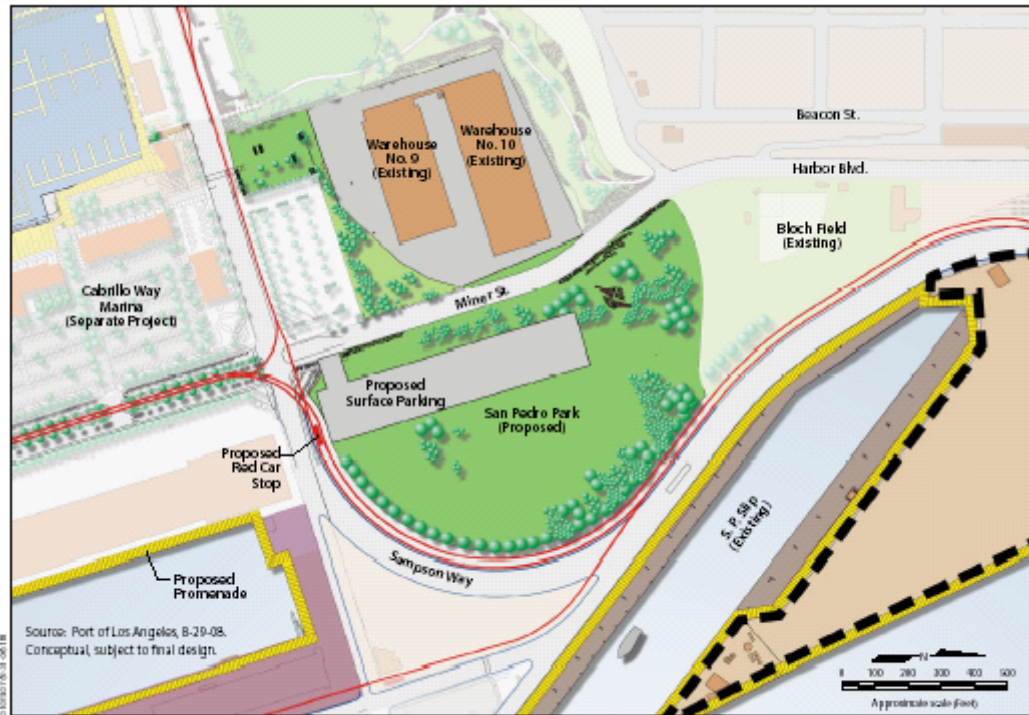 Beacon St.
Harbor Blvd.
Warehouse
No. 9
(Existing)
Warehouse
No. 10
(Existing)
Bloch Field
(Existing)
Cabrillo Way
Marina
(Separate Project)
Miner St.
Proposed
Surface Parking
San Pedro Park
(Proposed)
Proposed
Red Car
Stop
S. P. Slip
(Existing)
Sampson Way
Proposed
Promenade
Source: Port of Los Angeles, 8-29-08.
Conceptual, subject to final design.
N
0 100 200 300 400 500
Approximate scale (Feet)